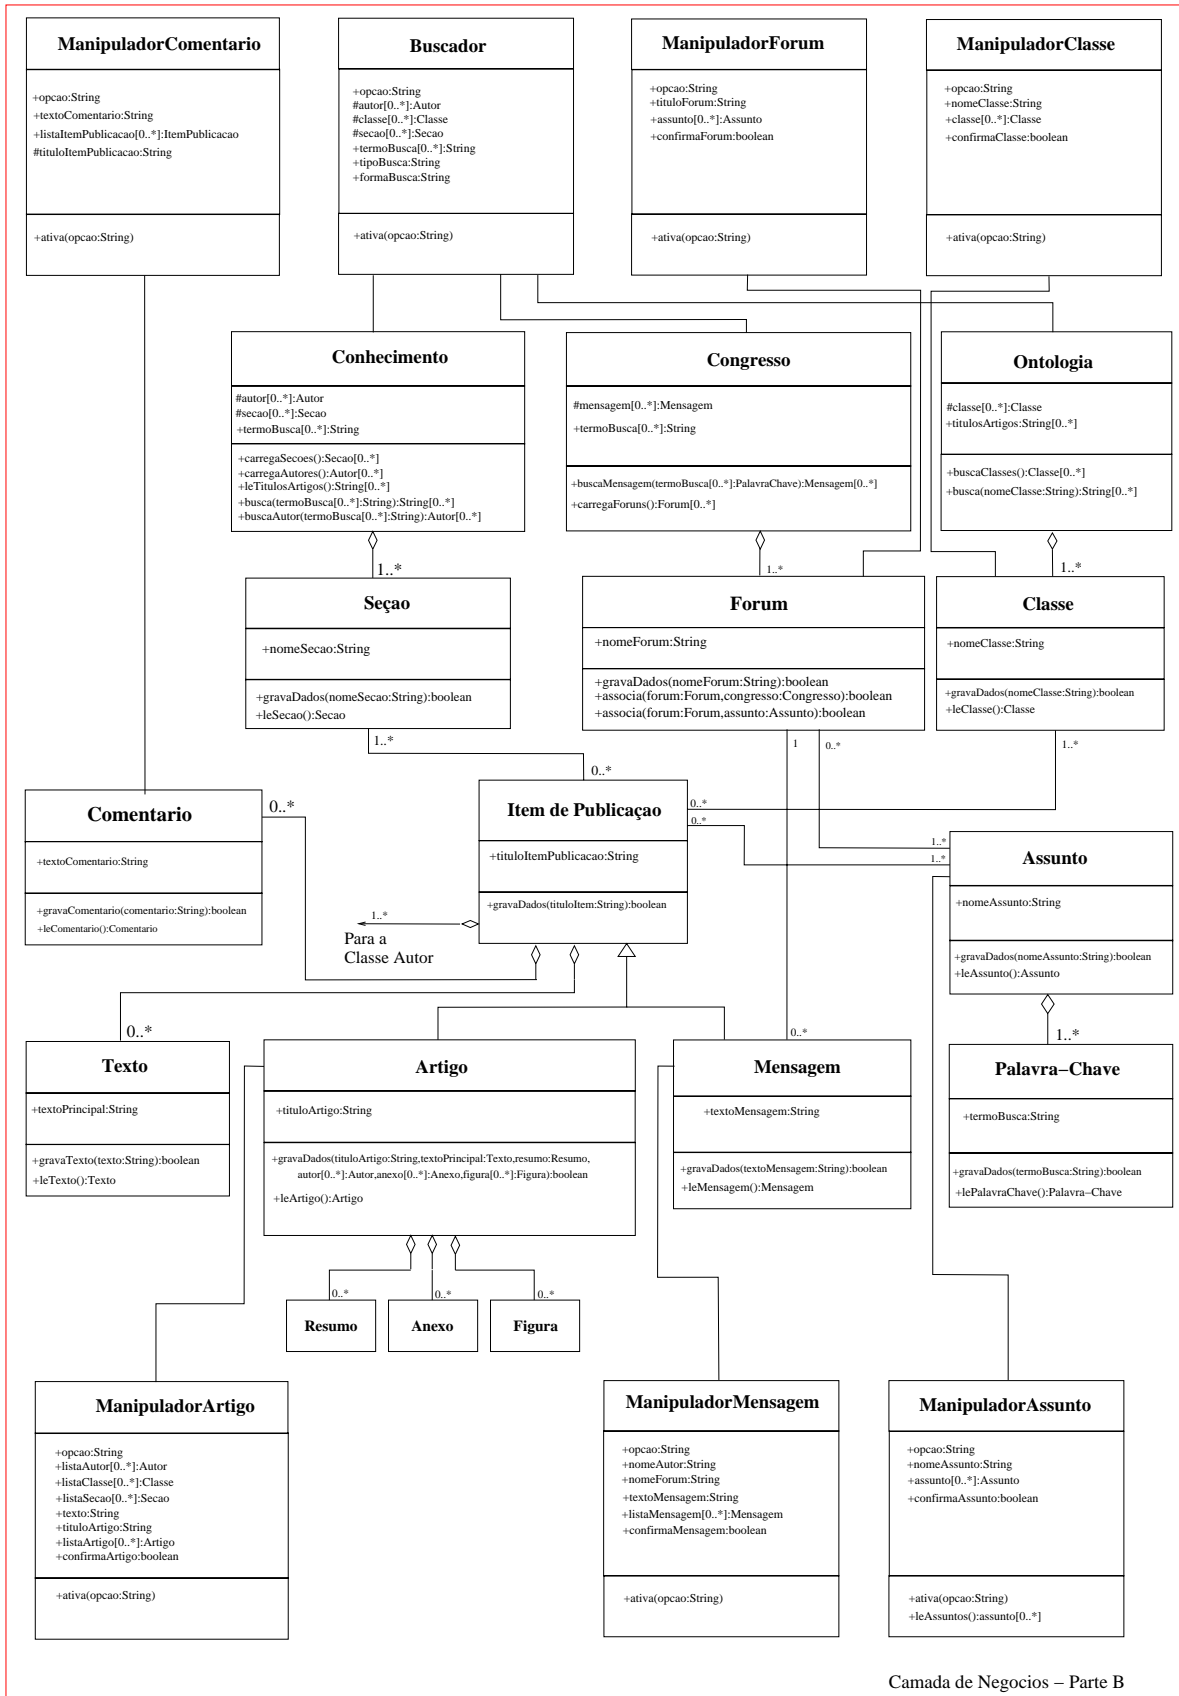 ManipuladorComentario
+opcao:String
+textoComentario:String
+listaItemPublicacao[0..*]:ItemPublicacao
#tituloItemPublicacao:String
+ativa(opcao:String)
Buscador
+opcao:String
#autor[0..*]:Autor
#classe[0..*]:Classe
#secao[0..*]:Secao
+termoBusca[0..*]:String
+tipoBusca:String
+formaBusca:String
+ativa(opcao:String)
ManipuladorForum
+opcao:String
+tituloForum:String
+assunto[0..*]:Assunto
+confirmaForum:boolean
+ativa(opcao:String)
ManipuladorClasse
+opcao:String
+nomeClasse:String
+classe[0..*]:Classe
+confirmaClasse:boolean
+ativa(opcao:String)
Conhecimento
#autor[0..*]:Autor
#secao[0..*]:Secao
+termoBusca[0..*]:String
+carregaSecoes():Secao[0..*]
+carregaAutores():Autor[0..*]
+leTitulosArtigos():String[0..*]
+busca(termoBusca[0..*]:String):String[0..*]
+buscaAutor(termoBusca[0..*]:String):Autor[0..*]
1..*
Congresso
#mensagem[0..*]:Mensagem
+termoBusca[0..*]:String
+buscaMensagem(termoBusca[0..*]:PalavraChave):Mensagem[0..*]
+carregaForuns():Forum[0..*]
1..*
Ontologia
#classe[0..*]:Classe
+titulosArtigos:String[0..*]
+buscaClasses():Classe[0..*]
+busca(nomeClasse:String):String[0..*]
1..*
Seçao
+nomeSecao:String
+gravaDados(nomeSecao:String):boolean
+leSecao():Secao
1..*
Forum
+nomeForum:String
+gravaDados(nomeForum:String):boolean
+associa(forum:Forum,congresso:Congresso):boolean
+associa(forum:Forum,assunto:Assunto):boolean
1
0..*
Classe
+nomeClasse:String
+gravaDados(nomeClasse:String):boolean
+leClasse():Classe
1..*
Comentario
+textoComentario:String
+gravaComentario(comentario:String):boolean
+leComentario():Comentario
0..*
0..*
Item de Publicaçao
+tituloItemPublicacao:String
+gravaDados(tituloItem:String):boolean
0..*
0..*
1..*
Para a
Classe Autor
1..*
1..*
Assunto
+nomeAssunto:String
+gravaDados(nomeAssunto:String):boolean
+leAssunto():Assunto
1..*
0..*
Texto
+textoPrincipal:String
+gravaTexto(texto:String):boolean
+leTexto():Texto
Artigo
+tituloArtigo:String
+gravaDados(tituloArtigo:String,textoPrincipal:Texto,resumo:Resumo,
autor[0..*]:Autor,anexo[0..*]:Anexo,figura[0..*]:Figura):boolean
+leArtigo():Artigo
0..*
Mensagem
+textoMensagem:String
+gravaDados(textoMensagem:String):boolean
+leMensagem():Mensagem
Palavra–Chave
+termoBusca:String
+gravaDados(termoBusca:String):boolean
+lePalavraChave():Palavra–Chave
0..*
0..*
0..*
Resumo
Anexo
Figura
ManipuladorArtigo
+opcao:String
+listaAutor[0..*]:Autor
+listaClasse[0..*]:Classe
+listaSecao[0..*]:Secao
+texto:String
+tituloArtigo:String
+listaArtigo[0..*]:Artigo
+confirmaArtigo:boolean
+ativa(opcao:String)
ManipuladorMensagem
+opcao:String
+nomeAutor:String
+nomeForum:String
+textoMensagem:String
+listaMensagem[0..*]:Mensagem
+confirmaMensagem:boolean
+ativa(opcao:String)
ManipuladorAssunto
+opcao:String
+nomeAssunto:String
+assunto[0..*]:Assunto
+confirmaAssunto:boolean
+ativa(opcao:String)
+leAssuntos():assunto[0..*]
Camada de Negocios – Parte B